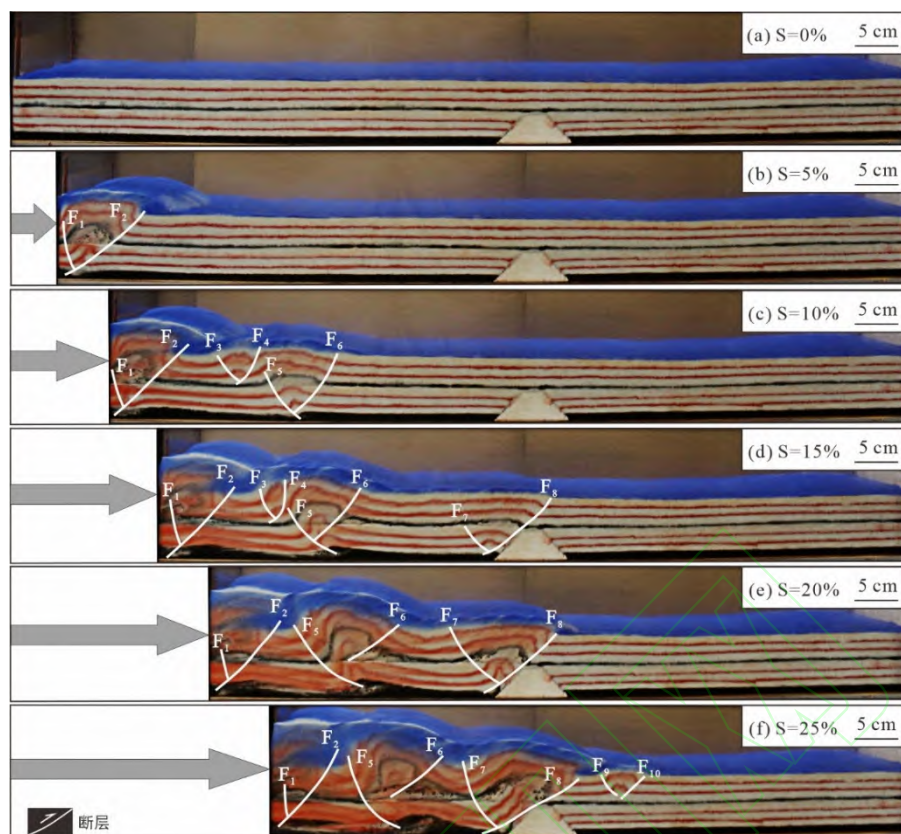 (a) S=0% 5 cm
(b) S=5% 5 cm
F₁ F₂
(c) S=10% 5 cm
F₁ F₂ F₃ F₄ F₅ F₆
(d) S=15% 5 cm
F₁ F₂ F₃ F₄ F₅ F₆ F₇ F₈
(e) S=20% 5 cm
F₁ F₂ F₅ F₆ F₇ F₈
(f) S=25% 5 cm
F₁ F₂ F₅ F₆ F₇ F₈ F₉ F₁₀
断层